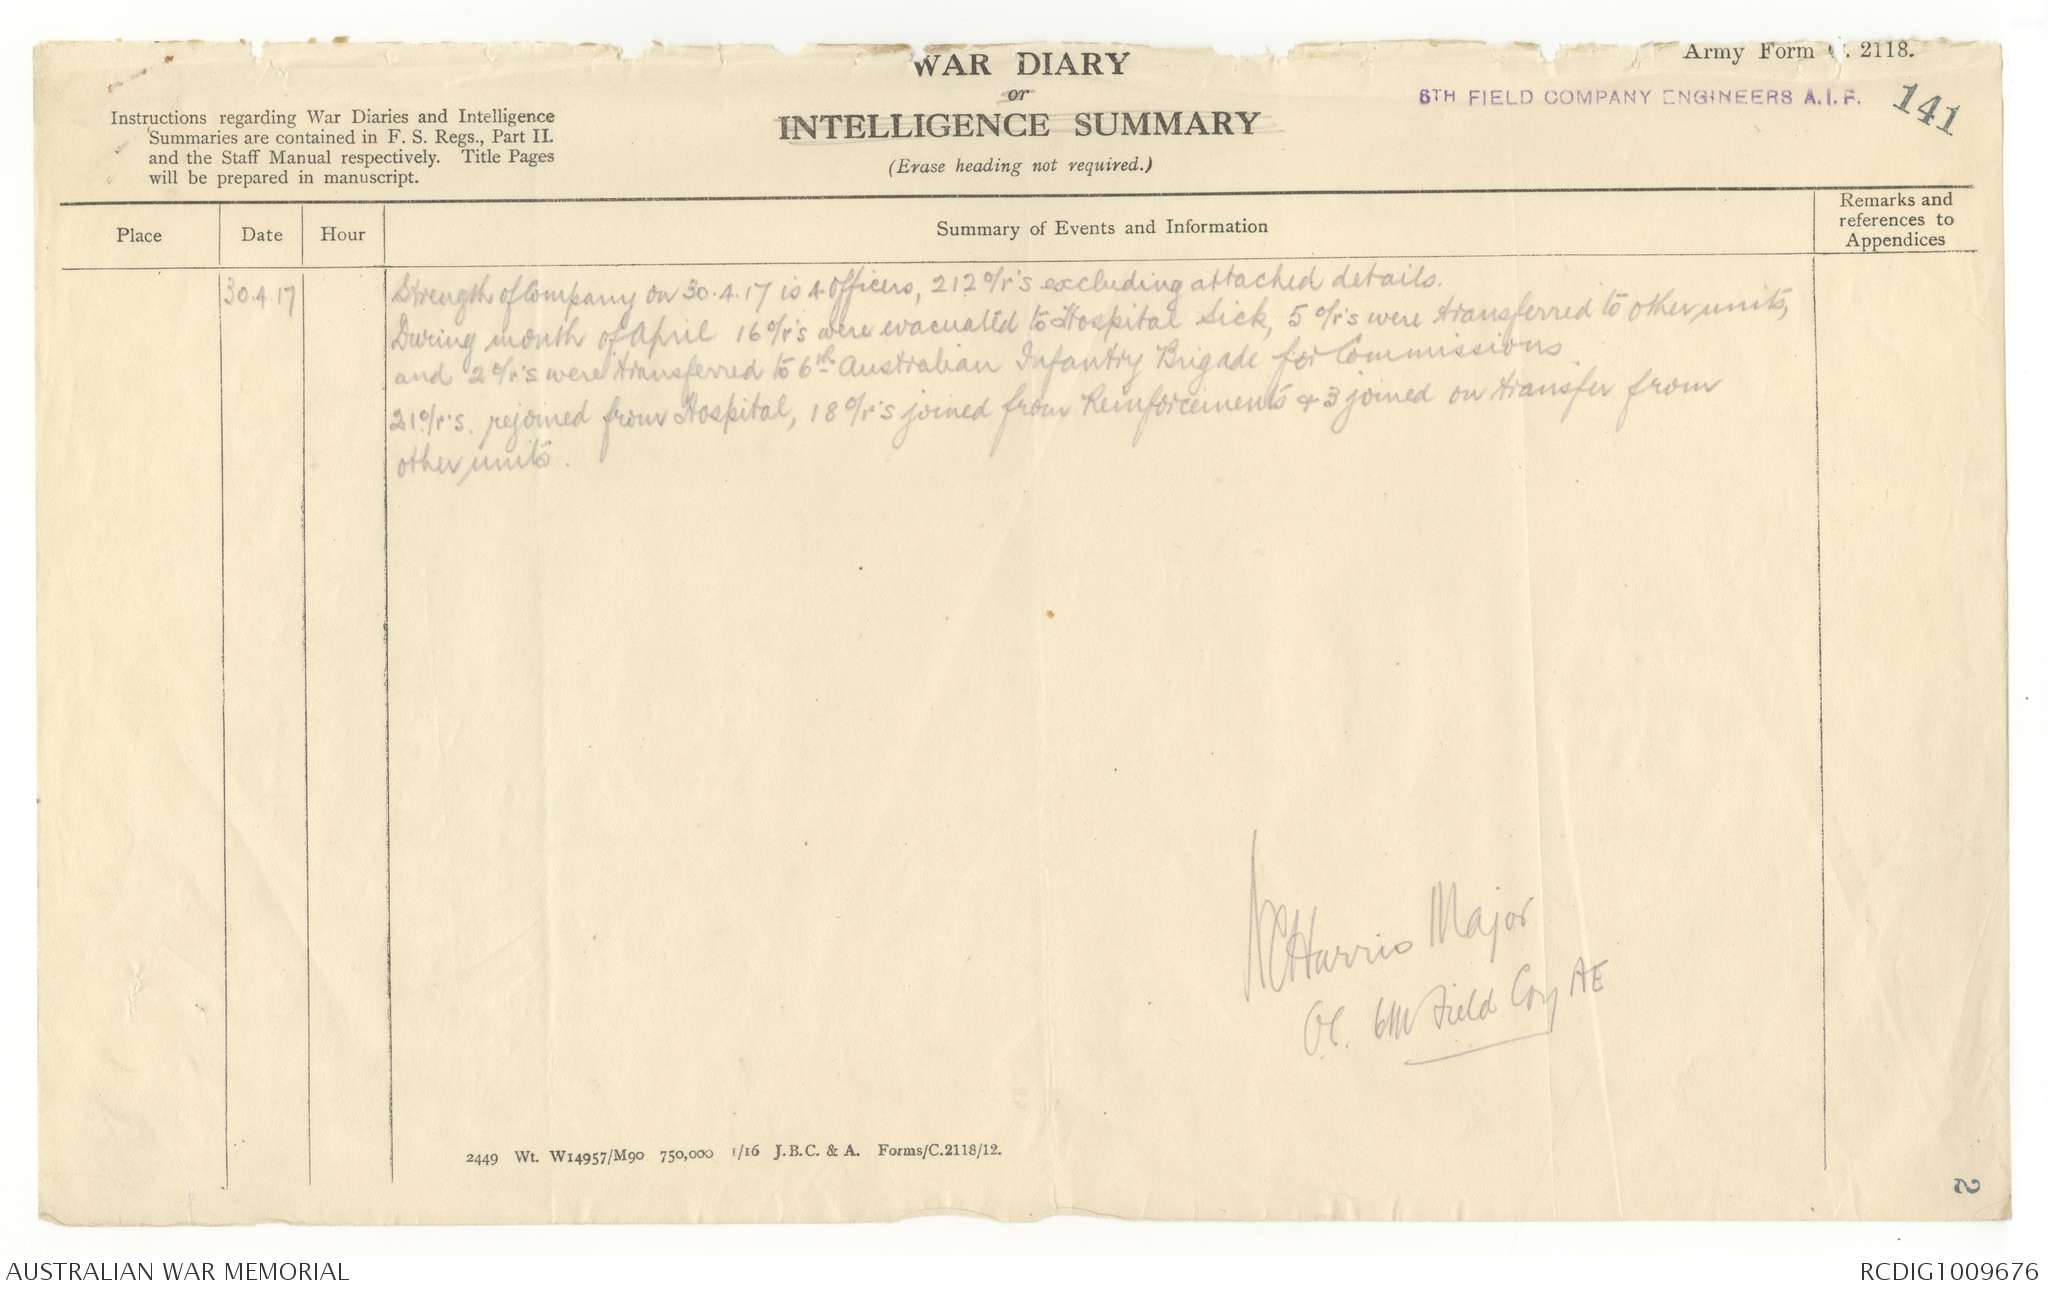 WAR DIARY
or
INTELLIGENCE SUMMARY
(Erase heading not required.)
Army Form C. 2118.
6TH FIELD COMPANY ENGINEERS A.I.F.
141
Instructions regarding War Diaries and Intelligence
Summaries are contained in F. S. Regs., Part II.
and the Staff Manual respectively. Title Pages
will be prepared in manuscript.
Place
Date
Hour
Summary of Events and Information
Remarks and
references to
Appendices
30.4.17
Strength of Company on 30.4.17 is 4 officers, 212 o/r's excluding attached details.
During month of April 16 o/r's were evacuated to Hospital Sick, 5 o/r's were transferred to other units,
and 2 o/r's were transferred to 6th Australian Infantry Brigade for Commissions.
21 o/r's. rejoined from Hospital, 18 o/r's joined from Reinforcements & 3 joined on transfer from
other units.
Harris Major
OC. 6th Field Coy AE
2449 Wt. W14957/M90 750,000 1/16 J.B.C. & A. Forms/C.2118/12.
2
AUSTRALIAN WAR MEMORIAL
RCDIG1009676